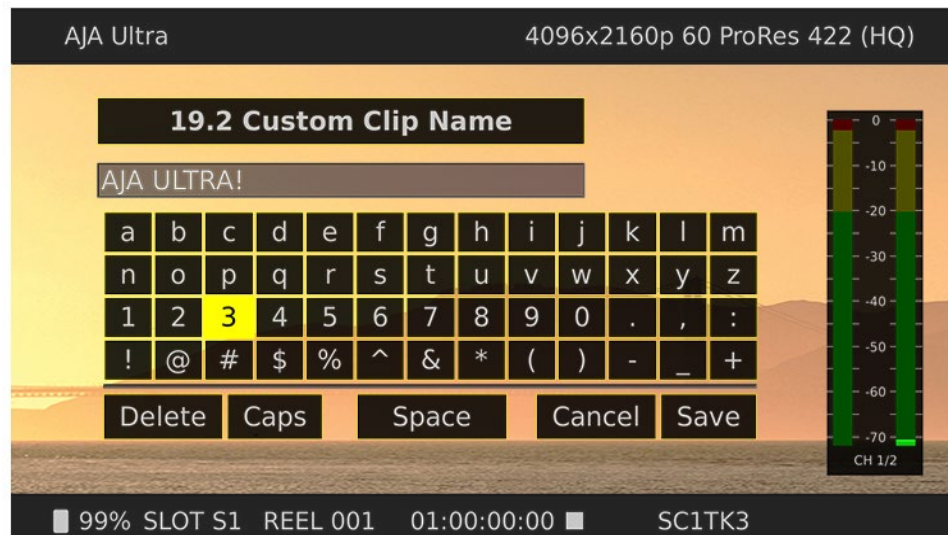 AJA Ultra 4096x2160p 60 ProRes 422 (HQ)
19.2 Custom Clip Name
AJA ULTRA!
a b c d e f g h i j k l m
n o p q r s t u v w x y z
1 2 3 4 5 6 7 8 9 0 . , :
! @ # $ % ^ & * ( ) - _ +
Delete Caps Space Cancel Save
0
-10
-20
-30
-40
-50
-60
-70
CH 1/2
99% SLOT S1 REEL 001 01:00:00:00 SC1TK3